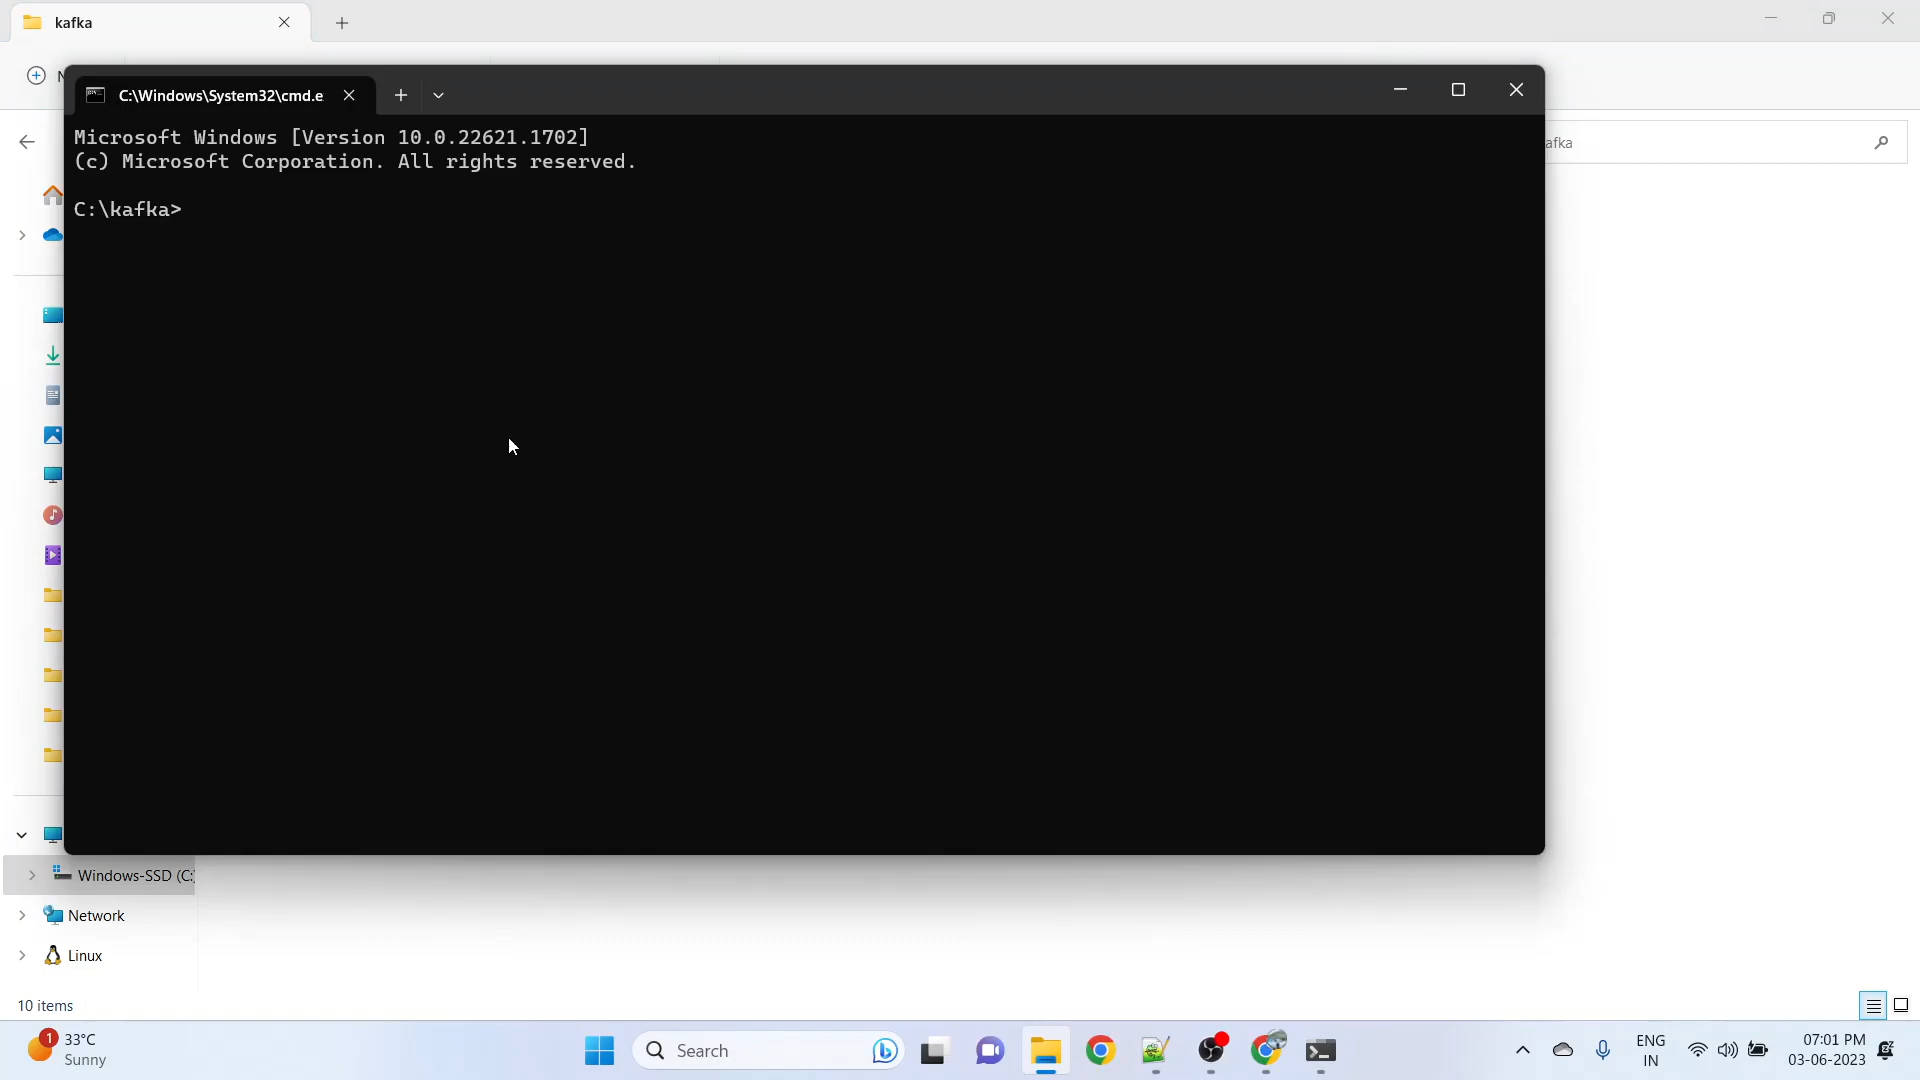 kafka
C:\Windows\System32\cmd.e
Microsoft Windows [Version 10.0.22621.1702]
(c) Microsoft Corporation. All rights reserved.
afka
C:\kafka>
Windows-SSD (C:
Network
Linux
10 items
1
33°C
Sunny
Search
ENG
IN
07:01 PM
03-06-2023